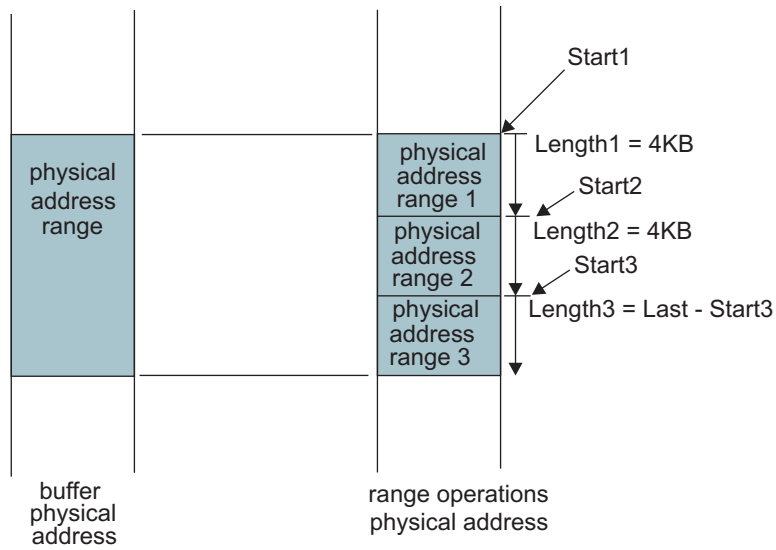 Start1
physical
address
range
physical
address
range 1
Length1 = 4KB
Start2
physical
address
range 2
Length2 = 4KB
Start3
physical
address
range 3
Length3 = Last - Start3
buffer
physical
address
range operations
physical address